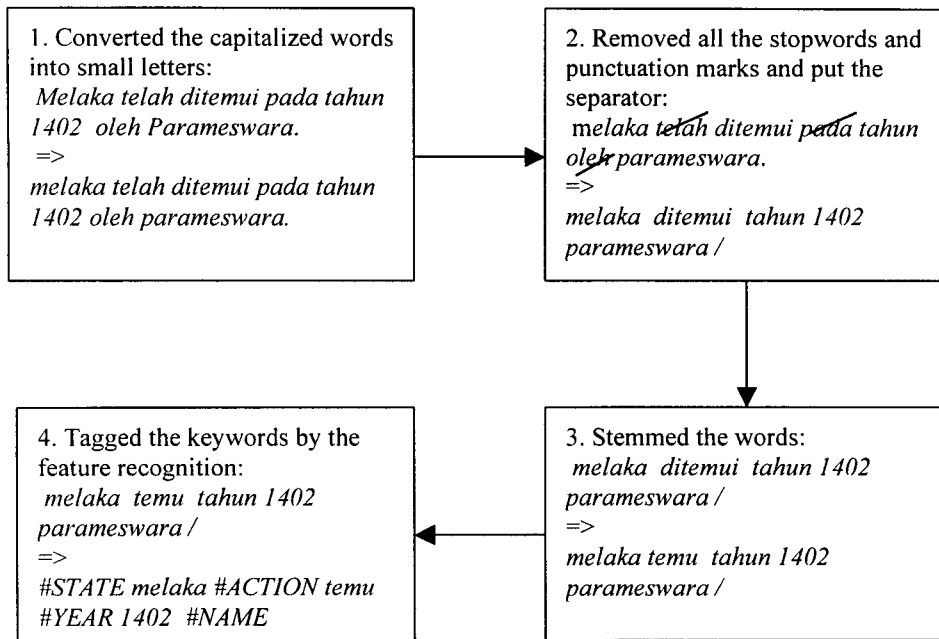 1. Converted the capitalized words
into small letters:
Melaka telah ditemui pada tahun
1402 oleh Parameswara.
=>
melaka telah ditemui pada tahun
1402 oleh parameswara.
2. Removed all the stopwords and
punctuation marks and put the
separator:
melaka telah ditemui pada tahun
oleh parameswara.
=>
melaka ditemui tahun 1402
parameswara /
3. Stemmed the words:
melaka ditemui tahun 1402
parameswara /
=>
melaka temu tahun 1402
parameswara /
4. Tagged the keywords by the
feature recognition:
melaka temu tahun 1402
parameswara /
=>
#STATE melaka #ACTION temu
#YEAR 1402 #NAME